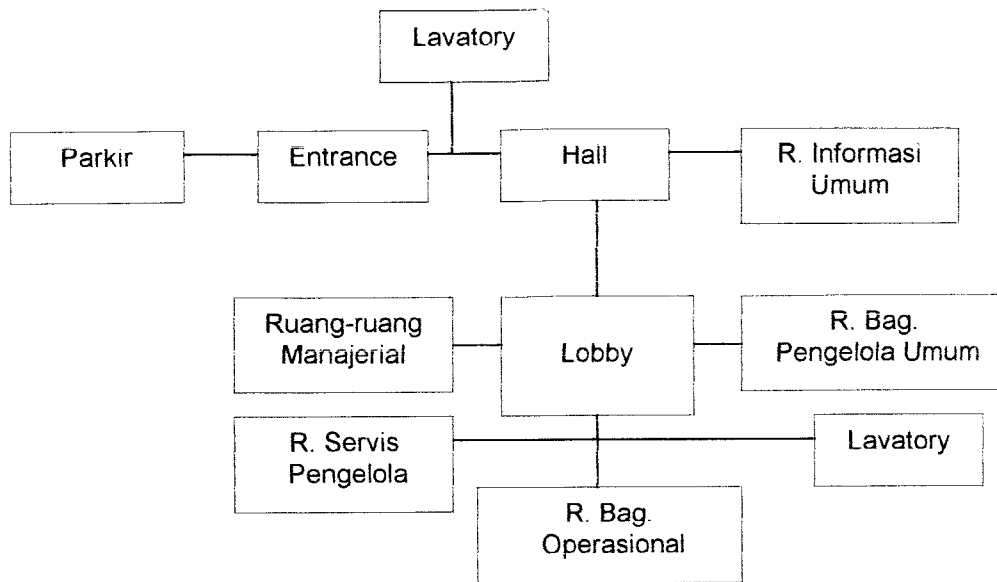 Lavatory
Parkir
Entrance
Hall
R. Informasi
Umum
Ruang-ruang
Manajerial
Lobby
R. Bag.
Pengelola Umum
R. Servis
Pengelola
Lavatory
R. Bag.
Operasional